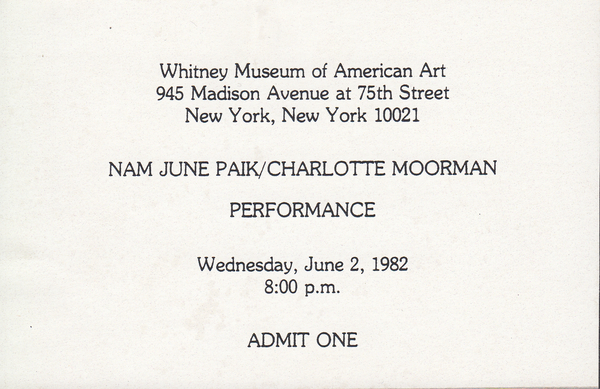 Whitney Museum of American Art
945 Madison Avenue at 75th Street
New York, New York 10021
NAM JUNE PAIK/CHARLOTTE MOORMAN
PERFORMANCE
Wednesday, June 2, 1982
8:00 p.m.
ADMIT ONE